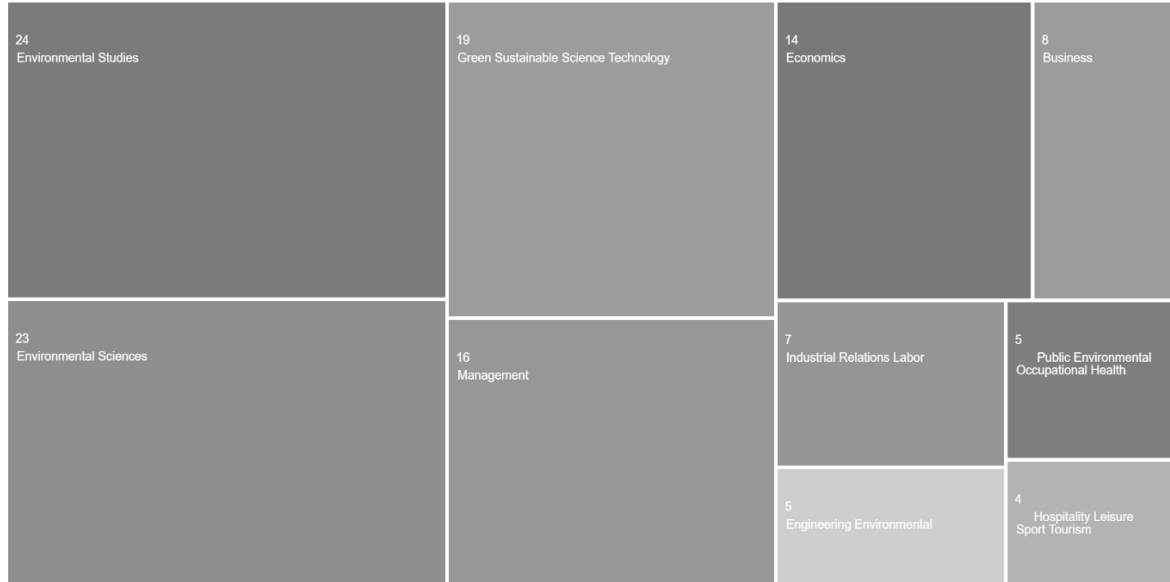 24
Environmental Studies
19
Green Sustainable Science Technology
14
Economics
8
Business
23
Environmental Sciences
16
Management
7
Industrial Relations Labor
5
Public Environmental
Occupational Health
5
Engineering Environmental
4
Hospitality Leisure
Sport Tourism